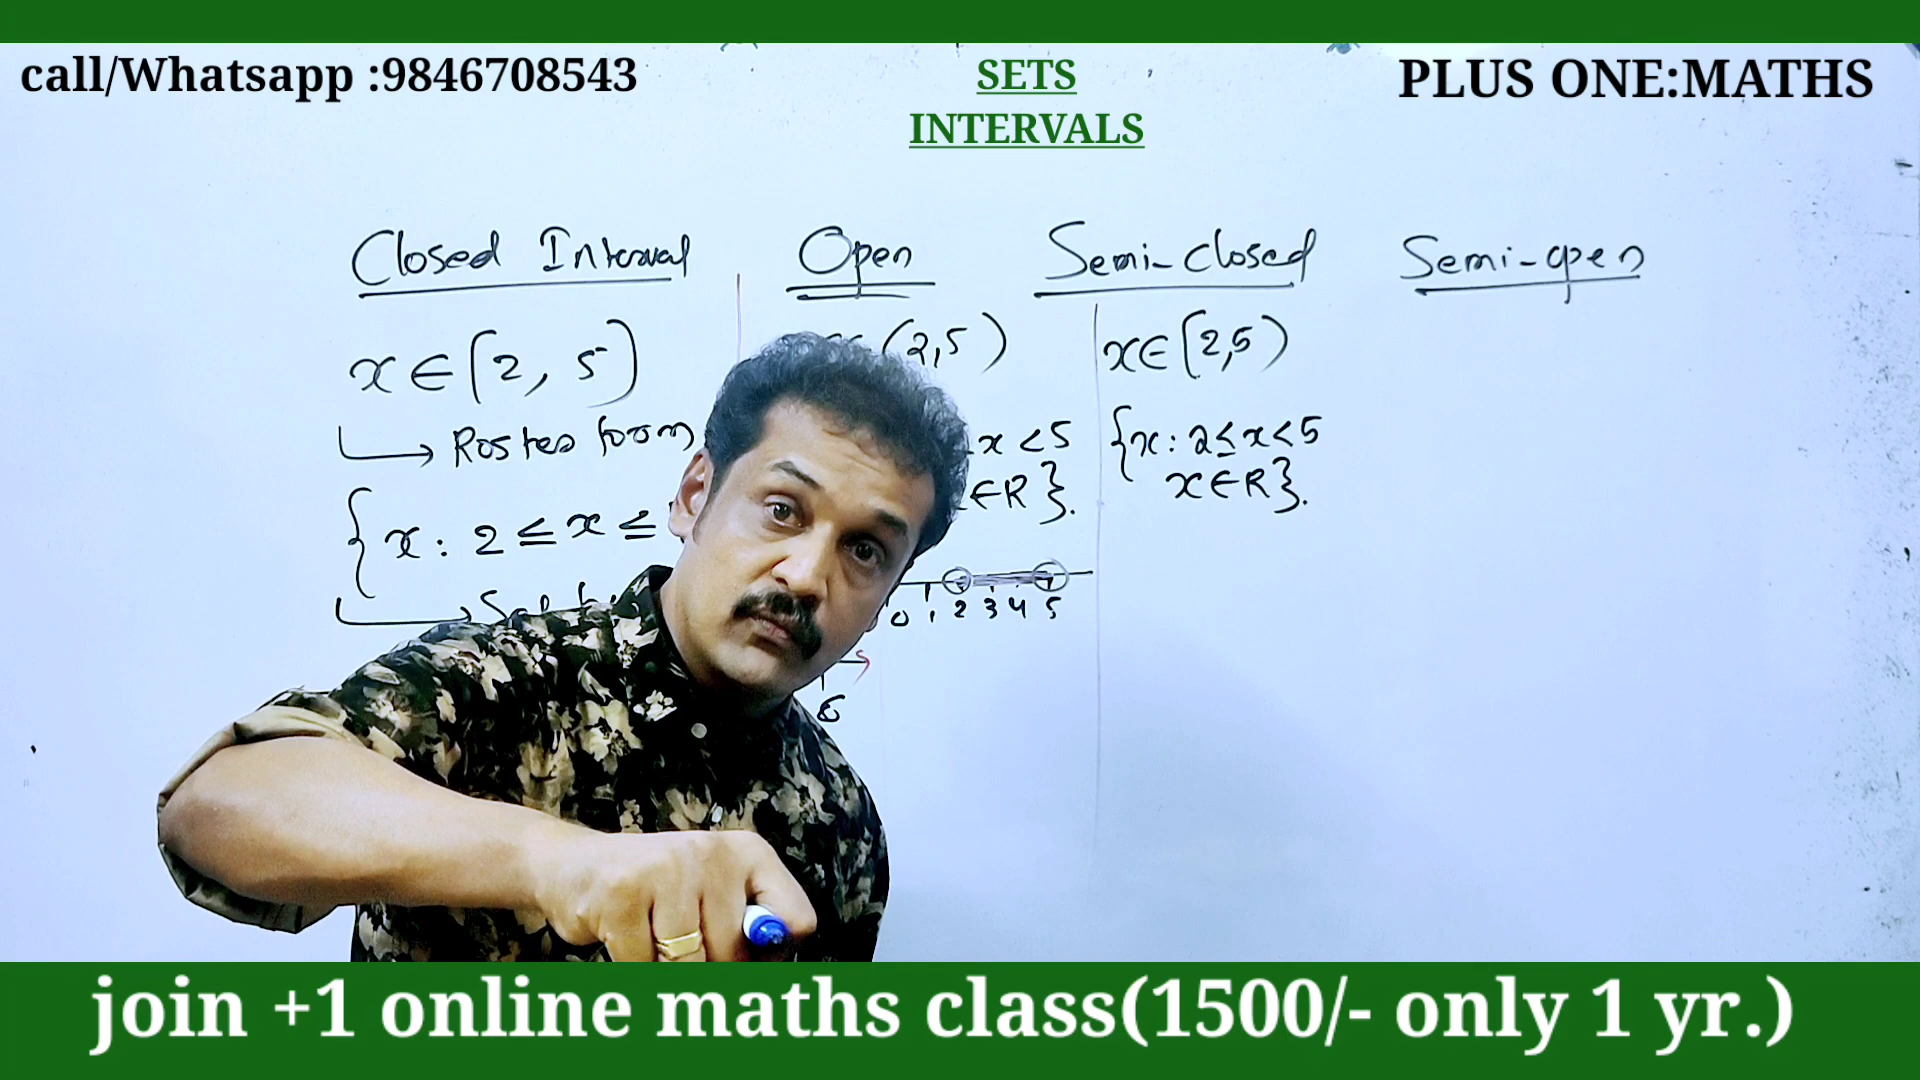 call/Whatsapp :9846708543
SETS
INTERVALS
PLUS ONE:MATHS
Closed Interval
Open
Semi-closed
Semi-open
x ∈ [2, 5]
(2,5)
x∈[2,5)
→ Roster form
x <5
∈R}.
{x: 2≤x<5
x∈R}.
{x: 2 ≤ x ≤
0 1 2 3 4 5
6
join +1 online maths class(1500/- only 1 yr.)